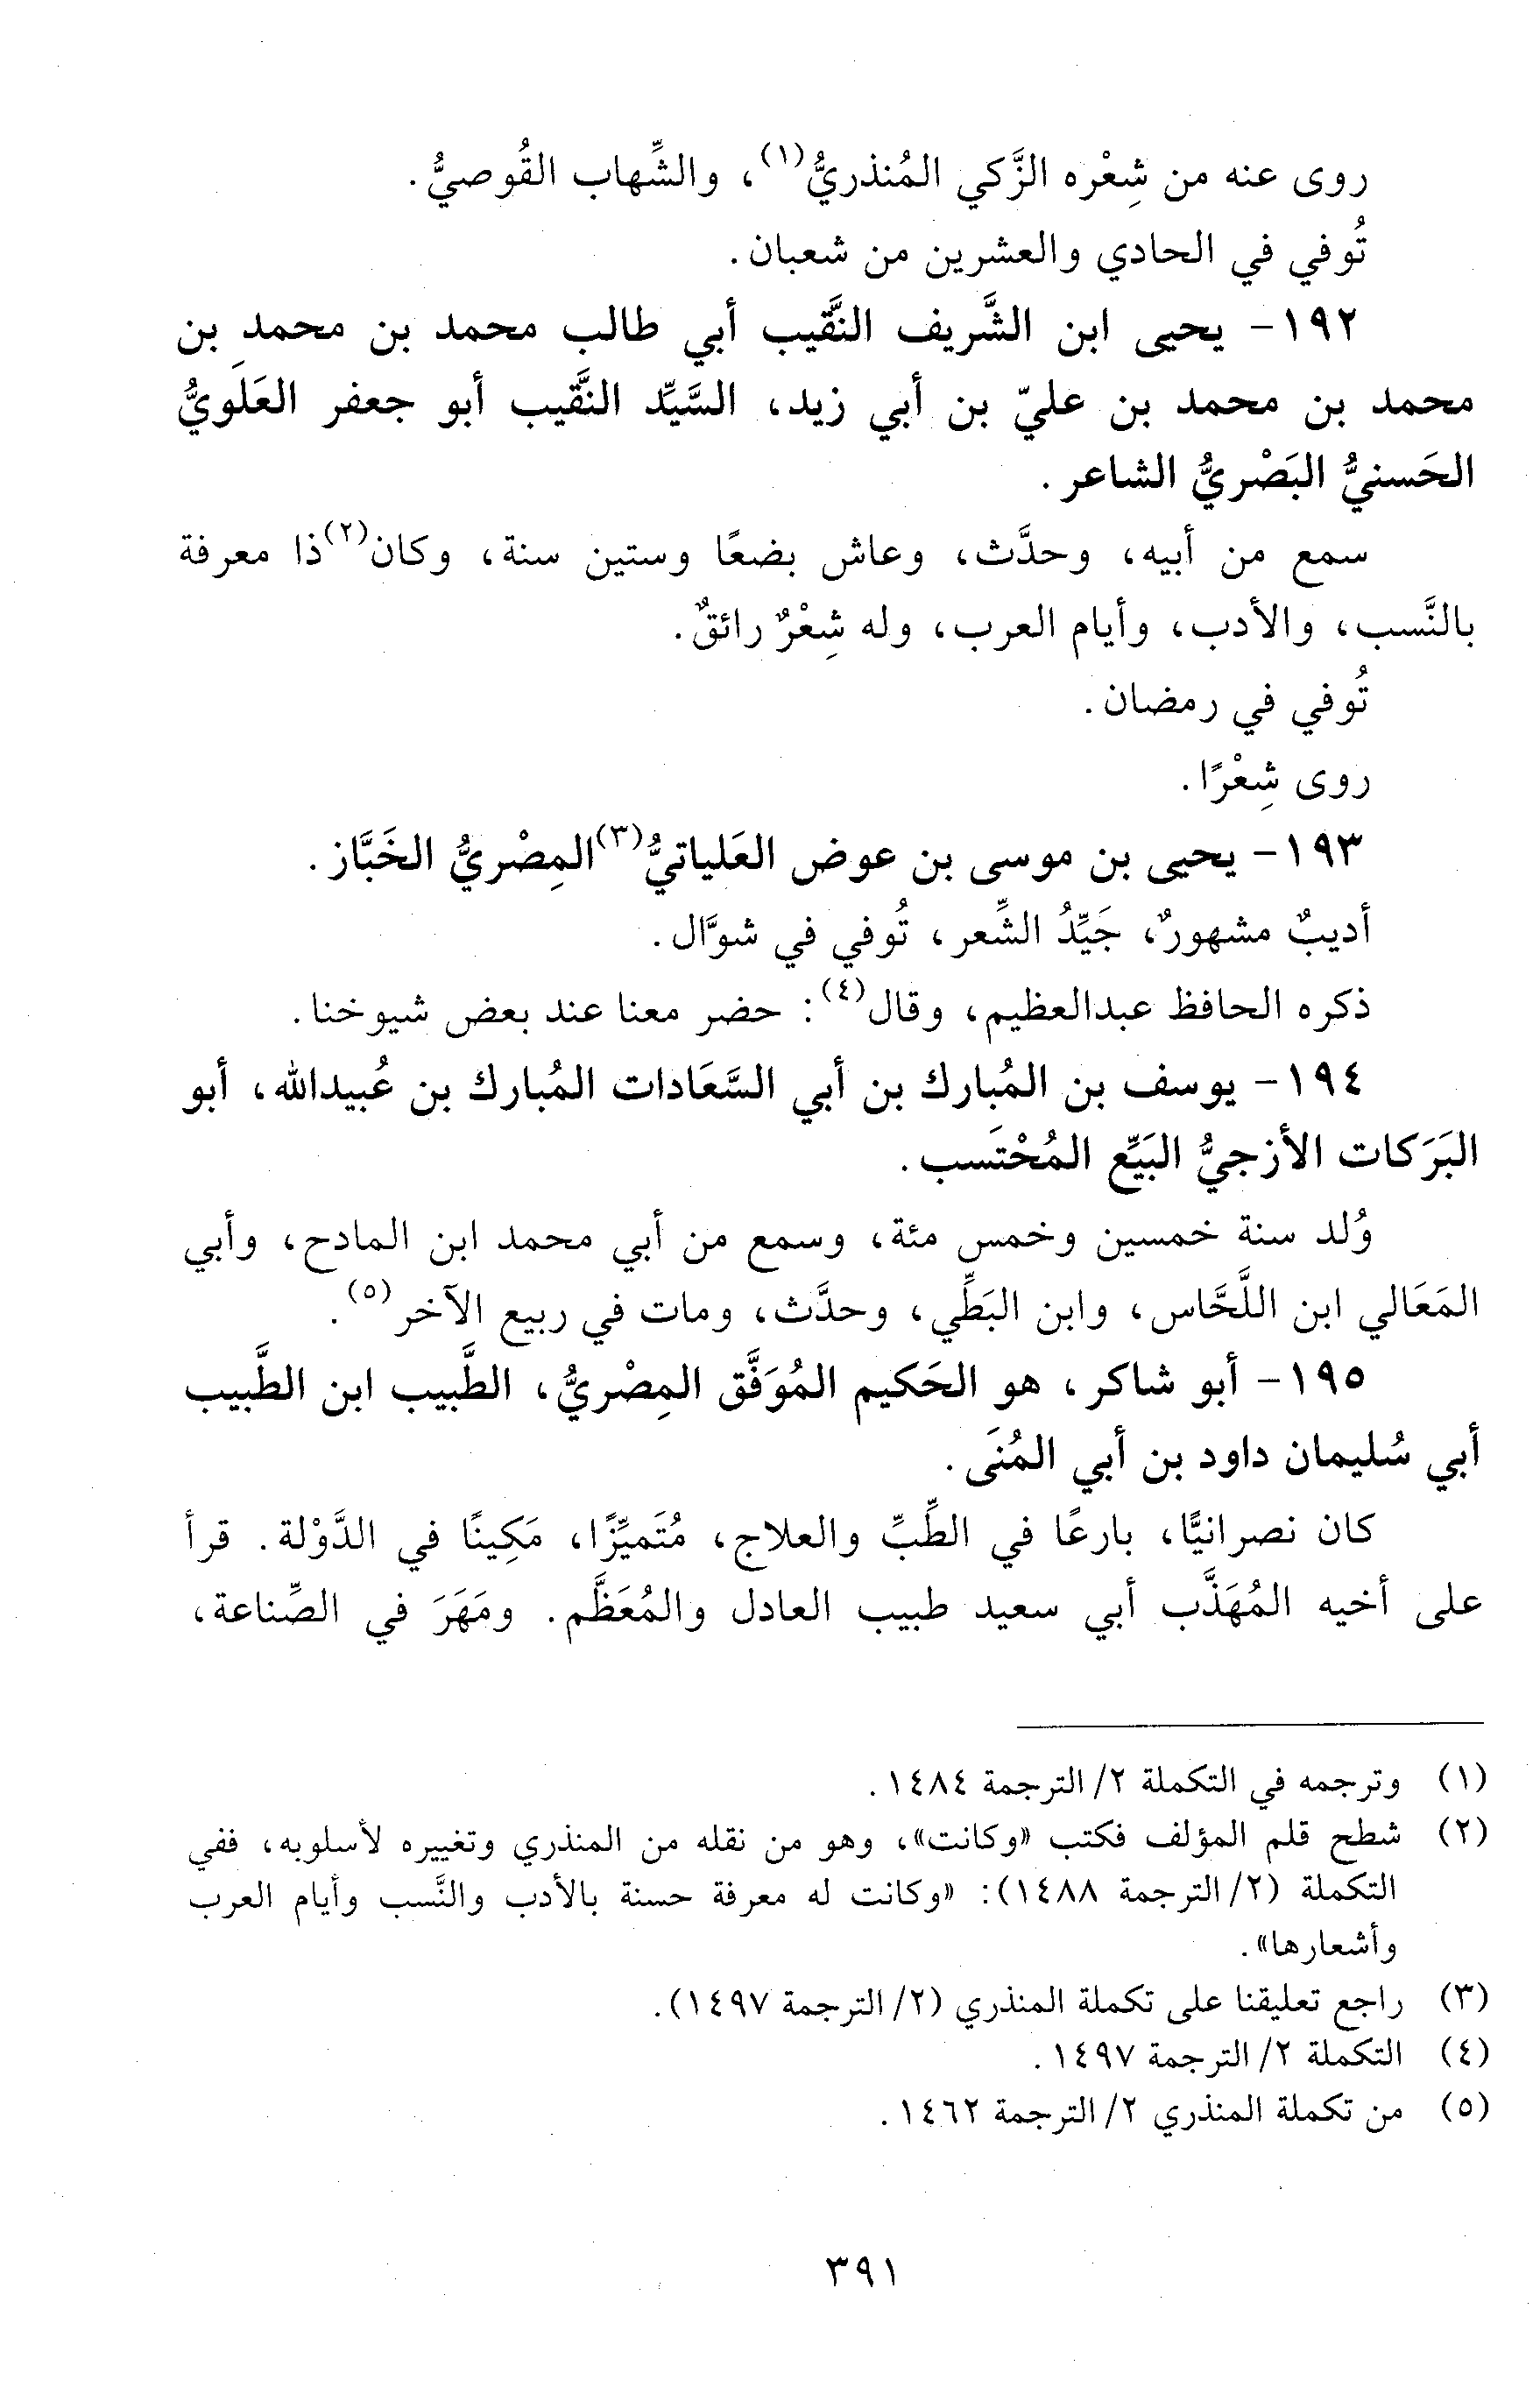 روى عنه من شِعْره الزَّكي المُنذريُّ(١)، والشِّهاب القُوصيُّ.
تُوفي في الحادي والعشرين من شعبان.
١٩٢- يحيى ابن الشَّريف النَّقيب أبي طالب محمد بن محمدِ بن
محمد بن محمد بن عليّ بن أبي زيد، السَّيِّد النَّقيب أبو جعفر العَلَويُّ
الحَسنيُّ البَصْريُّ الشاعر.
سمع من أبيه، وحدَّث، وعاش بضعًا وستين سنة، وكان(٢) ذا معرفة
بالنَّسب، والأدب، وأيام العرب، وله شِعْرٌ رائقٌ.
تُوفي في رمضان.
روى شِعْرًا.
١٩٣- يحيى بن موسى بن عوض العَلياتيُّ(٣) المِصْريُّ الخَبَّاز.
أديبٌ مشهورٌ، جَيِّدُ الشِّعر، تُوفي في شوَّال.
ذكره الحافظ عبدالعظيم، وقال(٤): حضر معنا عند بعض شيوخنا.
١٩٤- يوسف بن المُبارك بن أبي السَّعَادات المُبارك بن عُبيدالله، أبو
البَرَكات الأزجيُّ البَيِّع المُحْتَسب.
وُلد سنة خمسين وخمس مئة، وسمع من أبي محمد ابن المادح، وأبي
المَعَالي ابن اللَّحَّاس، وابن البَطِّي، وحدَّث، ومات في ربيع الآخر(٥).
١٩٥- أبو شاكر، هو الحَكيم المُوَفَّق المِصْريُّ، الطَّبيب ابن الطَّبيب
أبي سُليمان داود بن أبي المُنَى.
كان نصرانيًّا، بارعًا في الطِّبِّ والعلاج، مُتَميِّزًا، مَكِينًا في الدَّوْلة. قرأ
على أخيه المُهَذَّب أبي سعيد طبيب العادل والمُعَظَّم. ومَهَرَ في الصِّناعة،
(١) وترجمه في التكملة ٢/ الترجمة ١٤٨٤.
(٢) شطح قلم المؤلف فكتب «وكانت»، وهو من نقله من المنذري وتغييره لأسلوبه، ففي
التكملة (٢/ الترجمة ١٤٨٨): «وكانت له معرفة حسنة بالأدب والنَّسب وأيام العرب
وأشعارها».
(٣) راجع تعليقنا على تكملة المنذري (٢/ الترجمة ١٤٩٧).
(٤) التكملة ٢/ الترجمة ١٤٩٧.
(٥) من تكملة المنذري ٢/ الترجمة ١٤٦٢.
٣٩١